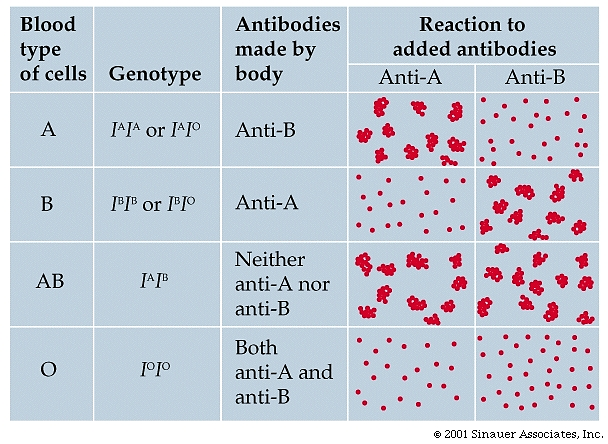 Blood
type
of cells
Genotype
Antibodies
made by
body
Reaction to
added antibodies
Anti-A
Anti-B
A
IᴬIᴬ or IᴬIᴼ
Anti-B
B
IᴮIᴮ or IᴮIᴼ
Anti-A
AB
IᴬIᴮ
Neither
anti-A nor
anti-B
O
IᴼIᴼ
Both
anti-A and
anti-B
© 2001 Sinauer Associates, Inc.